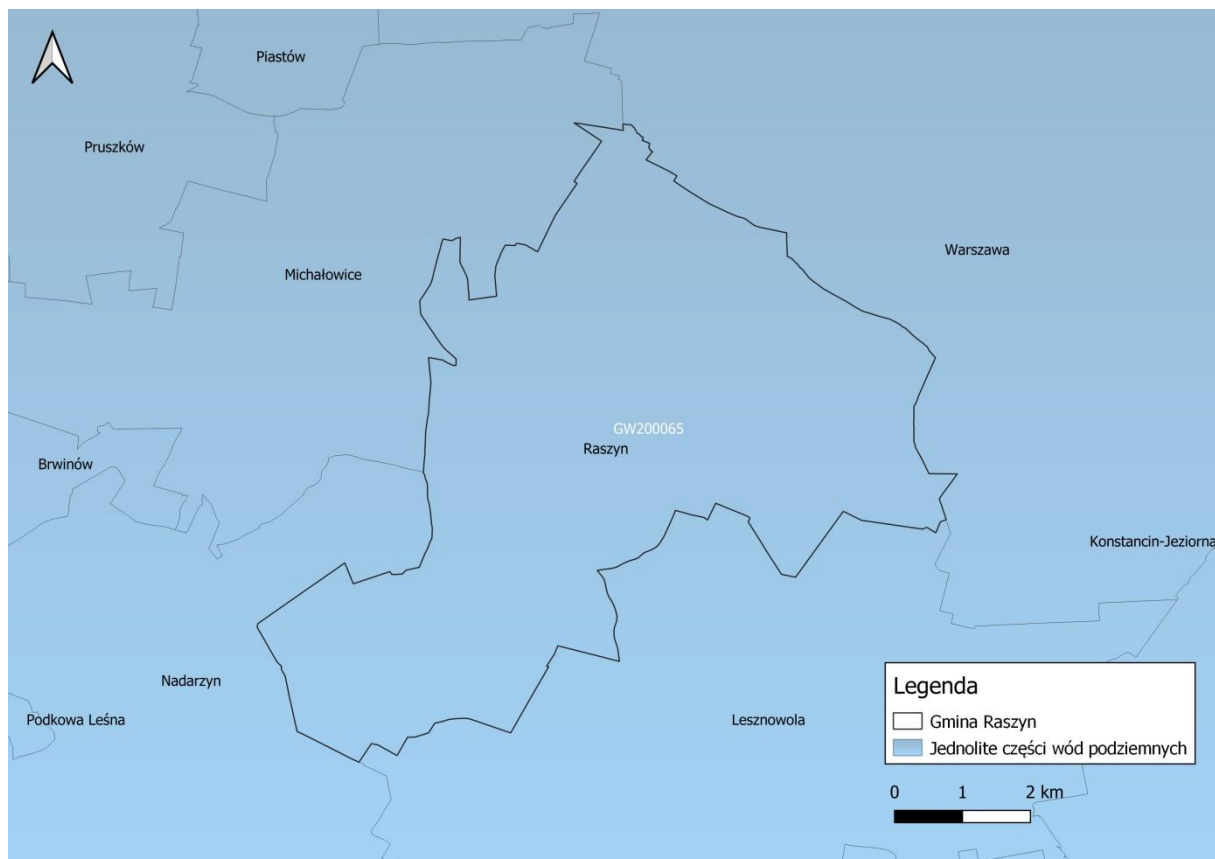 Piastów
Pruszków
Michałowice
Warszawa
GW200065
Raszyn
Brwinów
Konstancin-Jeziorna
Nadarzyn
Podkowa Leśna
Lesznowola
Legenda
Gmina Raszyn
Jednolite części wód podziemnych
0 1 2 km